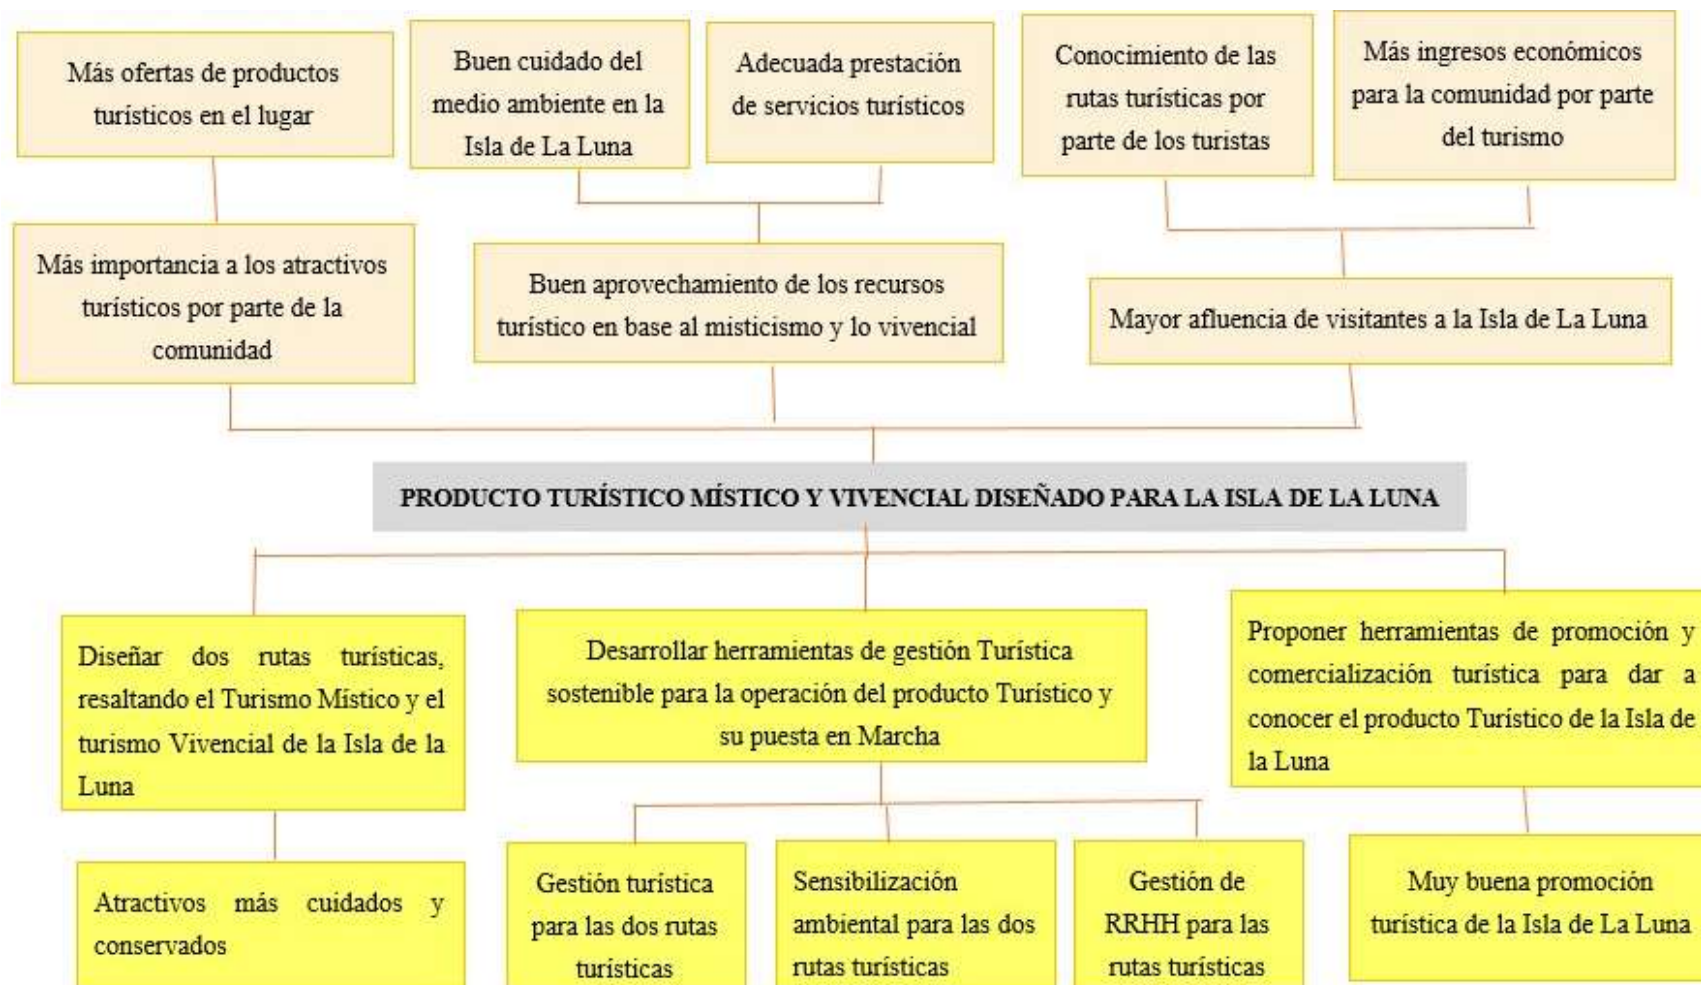 Más ofertas de productos
turísticos en el lugar
Buen cuidado del
medio ambiente en la
Isla de La Luna
Adecuada prestación
de servicios turísticos
Conocimiento de las
rutas turísticas por
parte de los turistas
Más ingresos económicos
para la comunidad por parte
del turismo
Más importancia a los atractivos
turísticos por parte de la
comunidad
Buen aprovechamiento de los recursos
turístico en base al misticismo y lo vivencial
Mayor afluencia de visitantes a la Isla de La Luna
PRODUCTO TURÍSTICO MÍSTICO Y VIVENCIAL DISEÑADO PARA LA ISLA DE LA LUNA
Diseñar dos rutas turísticas,
resaltando el Turismo Místico y el
turismo Vivencial de la Isla de la
Luna
Desarrollar herramientas de gestión Turística
sostenible para la operación del producto Turístico y
su puesta en Marcha
Proponer herramientas de promoción y
comercialización turística para dar a
conocer el producto Turístico de la Isla de
la Luna
Atractivos más cuidados y
conservados
Gestión turística
para las dos rutas
turísticas
Sensibilización
ambiental para las dos
rutas turísticas
Gestión de
RRHH para las
rutas turísticas
Muy buena promoción
turística de la Isla de La Luna